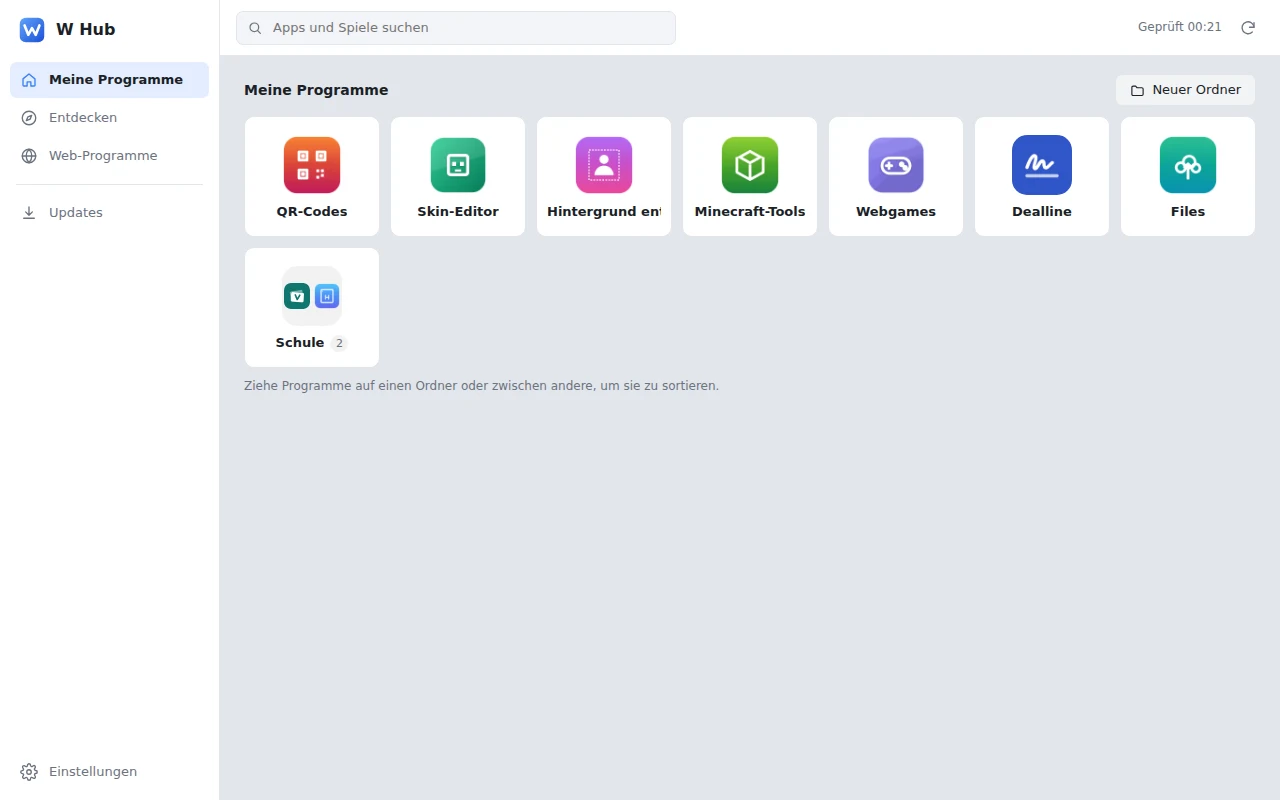 W Hub
Apps und Spiele suchen
Geprüft 00:21
Meine Programme
Entdecken
Web-Programme
Updates
Einstellungen
Meine Programme
Neuer Ordner
QR-Codes
Skin-Editor
Hintergrund ent
Minecraft-Tools
Webgames
Dealline
Files
Schule 2
Ziehe Programme auf einen Ordner oder zwischen andere, um sie zu sortieren.